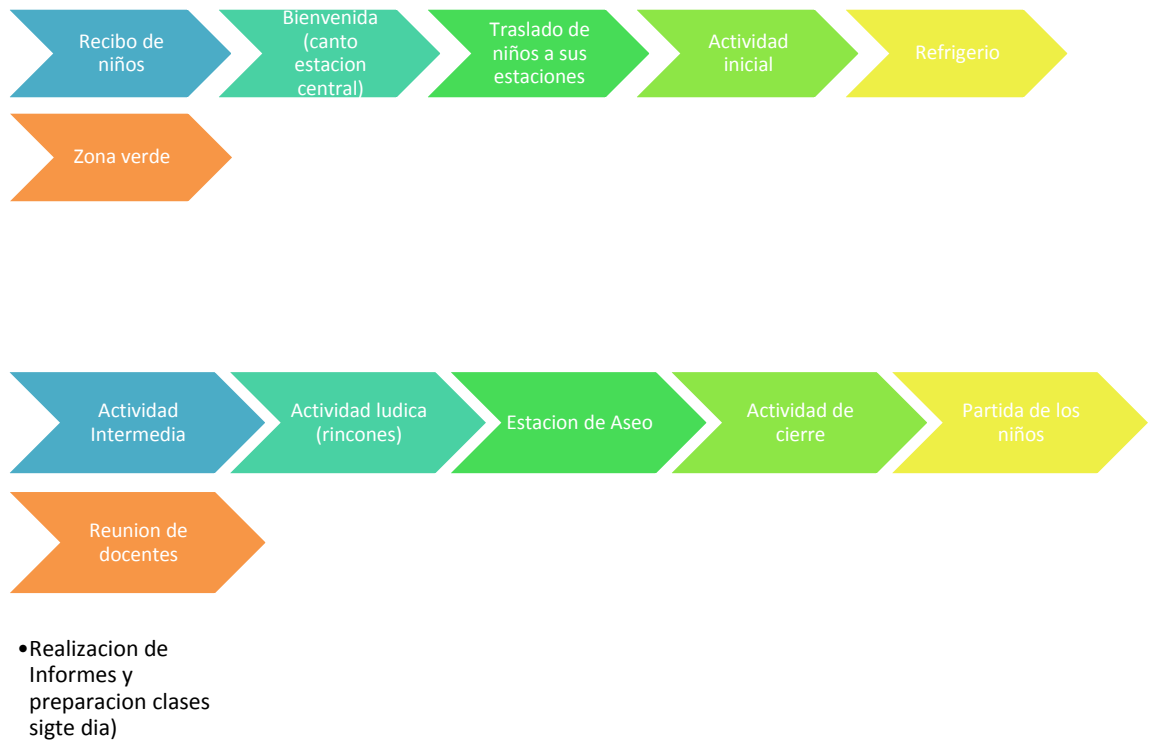 Recibo de
niños
Bienvenida
(canto
estacion
central)
Traslado de
niños a sus
estaciones
Actividad
inicial
Refrigerio
Zona verde
Actividad
Intermedia
Actividad ludica
(rincones)
Estacion de Aseo
Actividad de
cierre
Partida de los
niños
Reunion de
docentes
•Realizacion de
Informes y
preparacion clases
sigte dia)